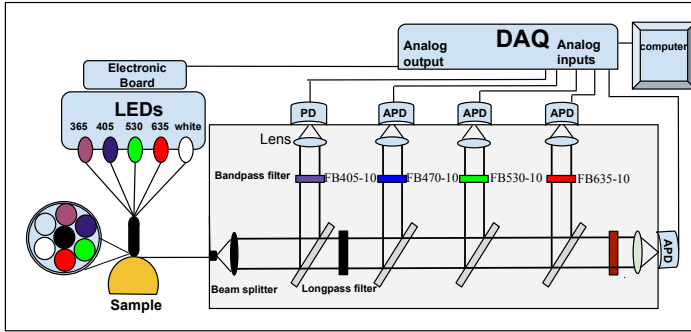 DAQ
Analog output
Analog inputs
computer
Electronic Board
LEDs
365 405 530 635 white
PD APD APD APD
Lens
Bandpass filter FB405-10 FB470-10 FB530-10 FB635-10
APD
Beam splitter Longpass filter
Sample